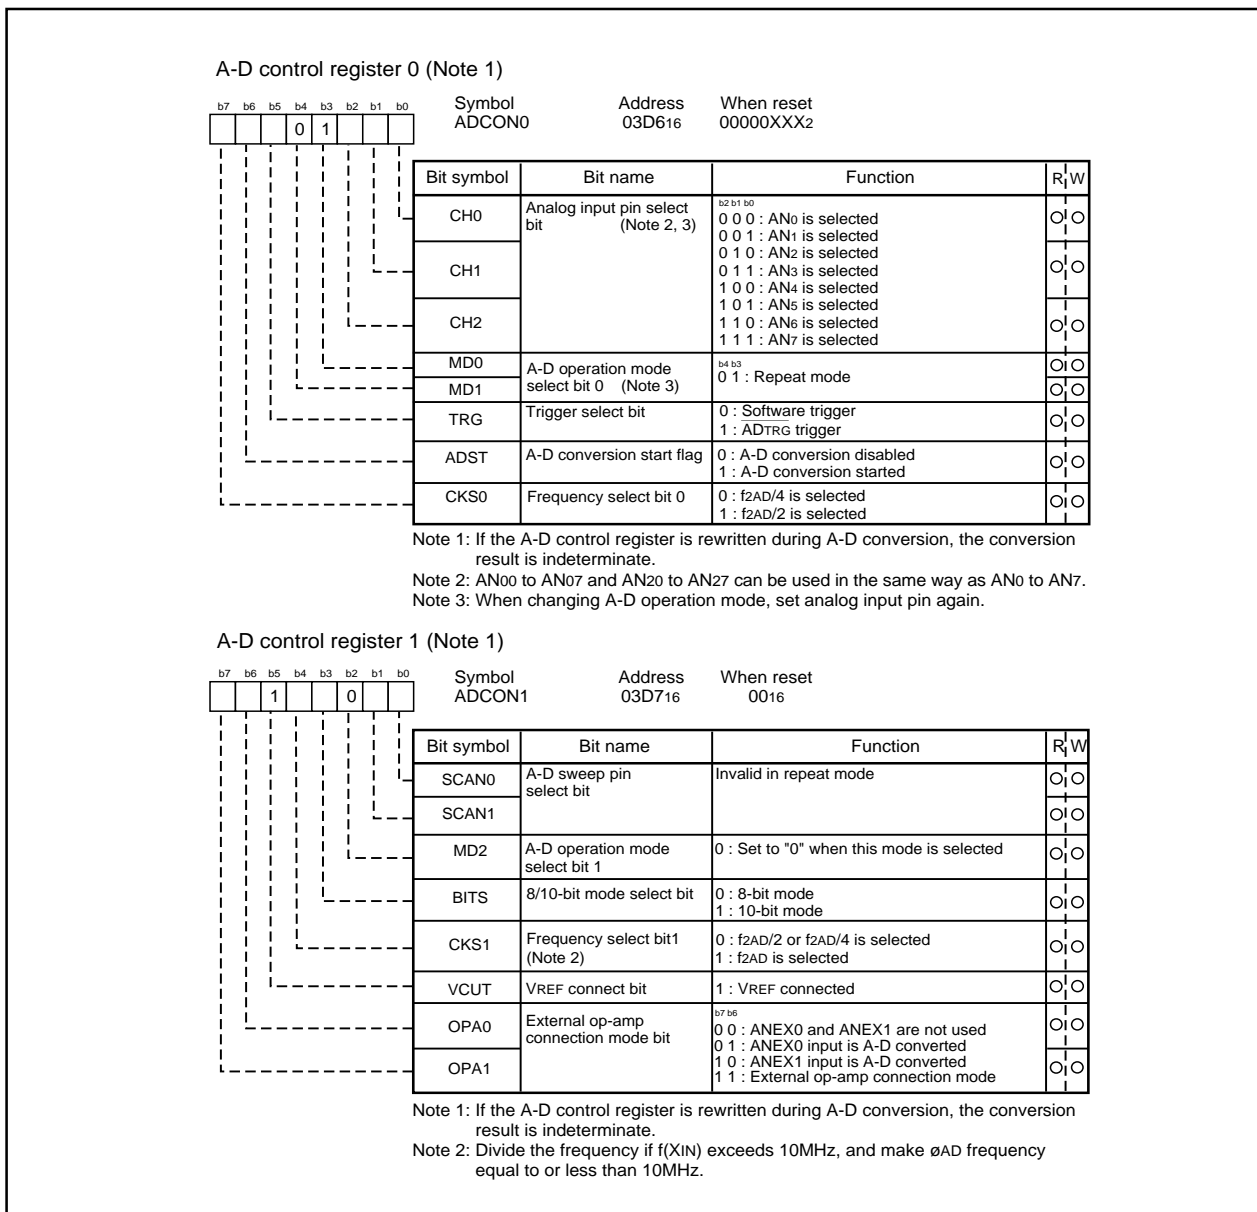 A-D control register 0 (Note 1)
b7 b6 b5 b4 b3 b2 b1 b0
0 1
Symbol Address When reset
ADCON0 03D616 00000XXX2
Bit symbol Bit name Function R W
CH0 Analog input pin select bit (Note 2, 3)
b2 b1 b0
0 0 0 : AN0 is selected
0 0 1 : AN1 is selected
0 1 0 : AN2 is selected
CH1
0 1 1 : AN3 is selected
1 0 0 : AN4 is selected
1 0 1 : AN5 is selected
CH2
1 1 0 : AN6 is selected
1 1 1 : AN7 is selected
MD0
MD1
A-D operation mode
select bit 0 (Note 3)
b4 b3
0 1 : Repeat mode
TRG Trigger select bit
0 : Software trigger
1 : ADTRG trigger
ADST A-D conversion start flag
0 : A-D conversion disabled
1 : A-D conversion started
CKS0 Frequency select bit 0
0 : f2AD/4 is selected
1 : f2AD/2 is selected
Note 1: If the A-D control register is rewritten during A-D conversion, the conversion
result is indeterminate.
Note 2: AN00 to AN07 and AN20 to AN27 can be used in the same way as AN0 to AN7.
Note 3: When changing A-D operation mode, set analog input pin again.
A-D control register 1 (Note 1)
b7 b6 b5 b4 b3 b2 b1 b0
1 0
Symbol Address When reset
ADCON1 03D716 0016
Bit symbol Bit name Function R W
SCAN0
SCAN1
A-D sweep pin
select bit
Invalid in repeat mode
MD2
A-D operation mode
select bit 1
0 : Set to "0" when this mode is selected
BITS 8/10-bit mode select bit
0 : 8-bit mode
1 : 10-bit mode
CKS1
Frequency select bit1
(Note 2)
0 : f2AD/2 or f2AD/4 is selected
1 : f2AD is selected
VCUT VREF connect bit 1 : VREF connected
OPA0
OPA1
External op-amp
connection mode bit
b7 b6
0 0 : ANEX0 and ANEX1 are not used
0 1 : ANEX0 input is A-D converted
1 0 : ANEX1 input is A-D converted
1 1 : External op-amp connection mode
Note 1: If the A-D control register is rewritten during A-D conversion, the conversion
result is indeterminate.
Note 2: Divide the frequency if f(XIN) exceeds 10MHz, and make øAD frequency
equal to or less than 10MHz.